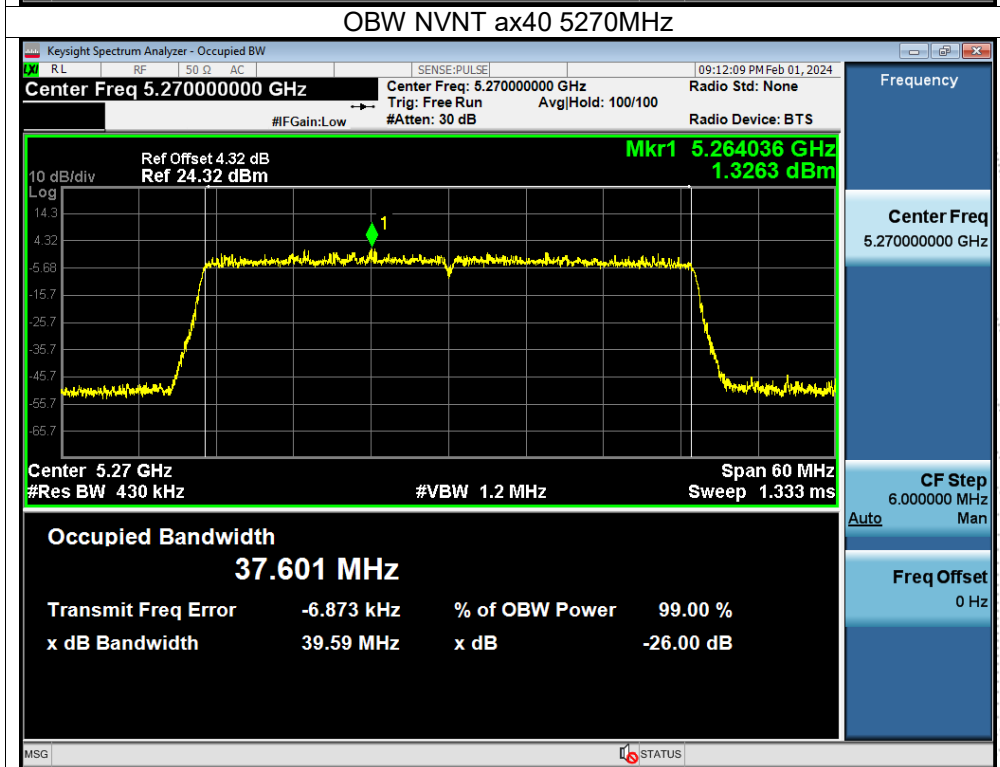 OBW NVNT ax40 5270MHz
Keysight Spectrum Analyzer - Occupied BW
LXI RL RF 50 Ω AC SENSE:PULSE 09:12:09 PM Feb 01, 2024
Center Freq 5.270000000 GHz
Center Freq: 5.270000000 GHz
Radio Std: None
Trig: Free Run Avg|Hold: 100/100
#IFGain:Low
#Atten: 30 dB
Radio Device: BTS
Mkr1 5.264036 GHz
1.3263 dBm
Ref Offset 4.32 dB
10 dB/div Ref 24.32 dBm
Log
14.3
4.32
-5.68
-15.7
-25.7
-35.7
-45.7
-55.7
-65.7
1
Center 5.27 GHz
Span 60 MHz
#Res BW 430 kHz
#VBW 1.2 MHz
Sweep 1.333 ms
Occupied Bandwidth
37.601 MHz
Transmit Freq Error -6.873 kHz % of OBW Power 99.00 %
x dB Bandwidth 39.59 MHz x dB -26.00 dB
Frequency
Center Freq
5.270000000 GHz
CF Step
6.000000 MHz
Auto Man
Freq Offset
0 Hz
MSG STATUS